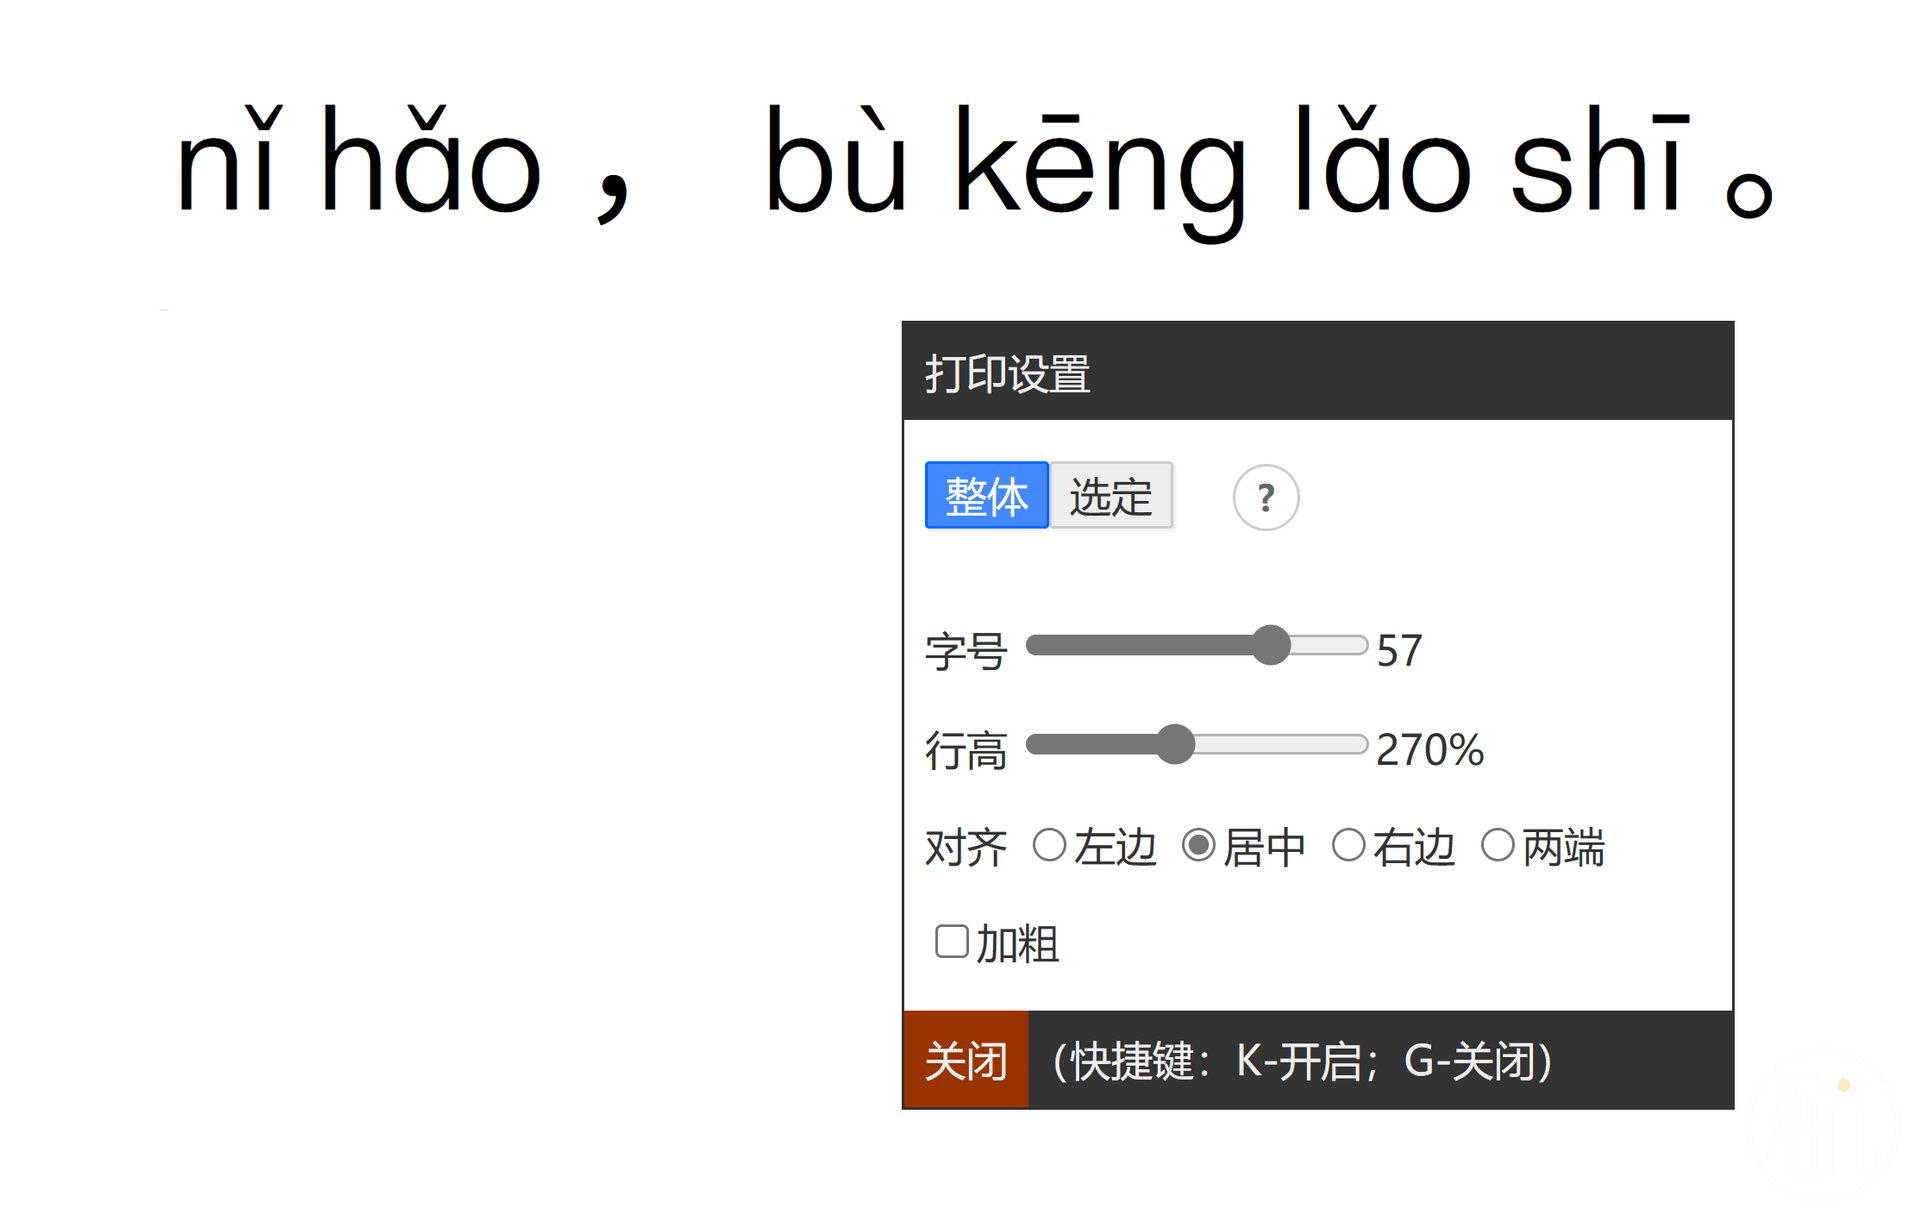 nǐ hǎo ， bù kēng lǎo shī 。
打印设置
整体 选定 ?
字号 57
行高 270%
对齐 左边 居中 右边 两端
加粗
关闭 （快捷键：K-开启；G-关闭）